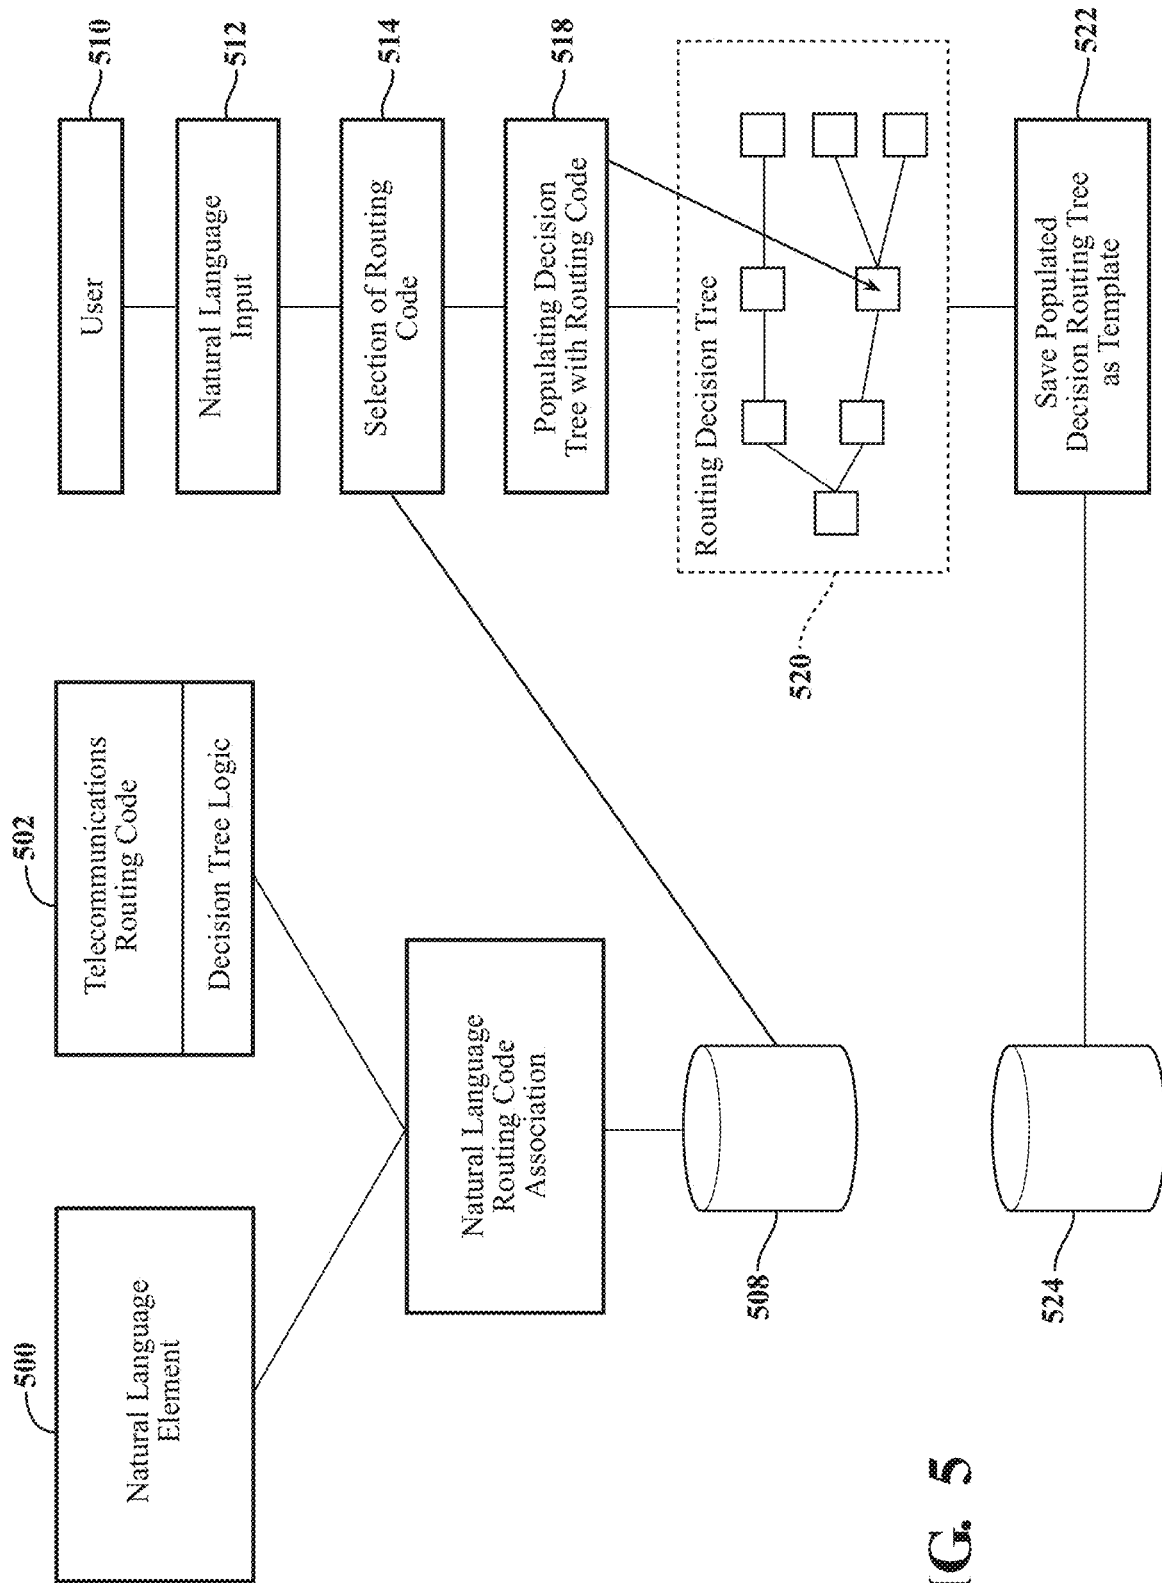 500
Natural Language
Element
502
Telecommunications
Routing Code
Decision Tree Logic
Natural Language
Routing Code
Association
508
524
510
User
512
Natural Language
Input
514
Selection of Routing
Code
518
Populating Decision
Tree with Routing Code
Routing Decision Tree
520
522
Save Populated
Decision Routing Tree
as Template
IG. 5